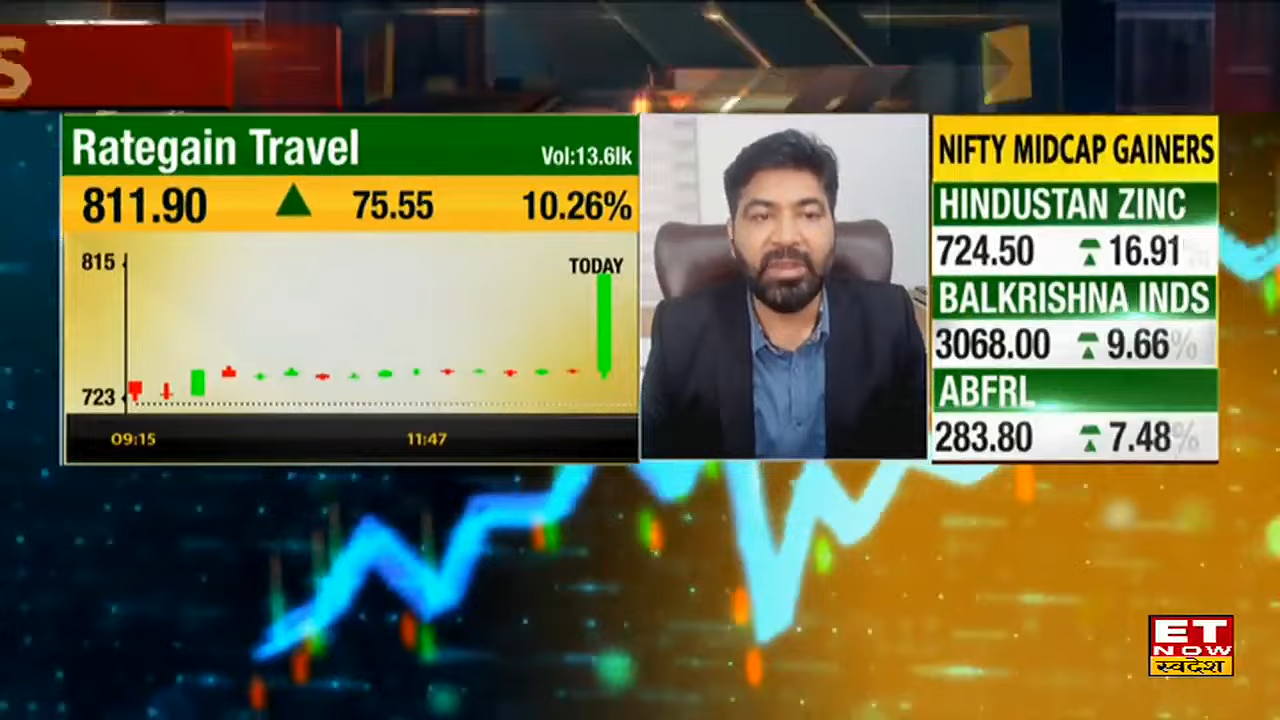 S
Rategain Travel
Vol:13.6lk
811.90 ▲ 75.55 10.26%
815
TODAY
723
09:15 11:47
NIFTY MIDCAP GAINERS
HINDUSTAN ZINC
724.50 16.91
BALKRISHNA INDS
3068.00 9.66%
ABFRL
283.80 7.48%
ET
NOW
स्वदेश